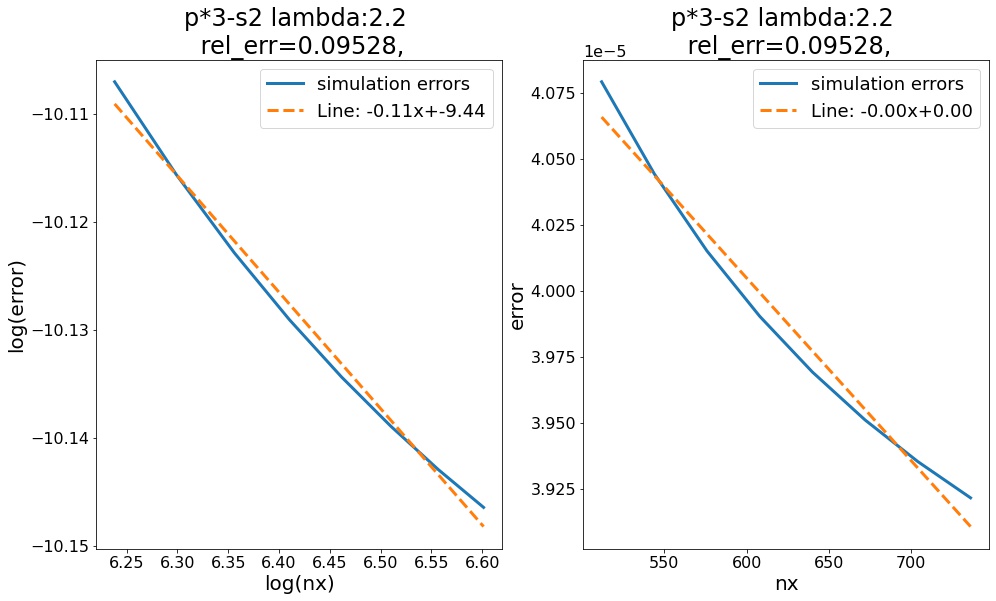 p*3-s2 lambda:2.2
rel_err=0.09528,
simulation errors
Line: -0.11x+-9.44
−10.11
−10.12
−10.13
−10.14
−10.15
log(error)
6.25 6.30 6.35 6.40 6.45 6.50 6.55 6.60
log(nx)
p*3-s2 lambda:2.2
rel_err=0.09528,
1e−5
simulation errors
Line: -0.00x+0.00
4.075
4.050
4.025
4.000
3.975
3.950
3.925
error
550 600 650 700
nx